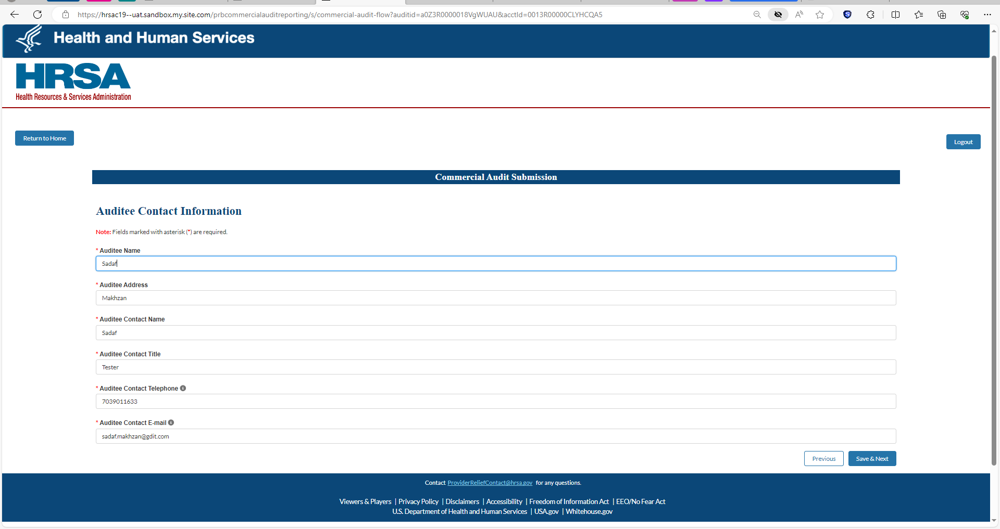 https://hrsac19--uat.sandbox.my.site.com/prbcommercialauditreporting/s/commercial-audit-flow?auditid=a0Z3R0000018VgWUAU&acctId=0013R00000CLYHCQA5
Health and Human Services
HRSA
Health Resources & Services Administration
Return to Home
Logout
Commercial Audit Submission
Auditee Contact Information
Note: Fields marked with asterisk (*) are required.
* Auditee Name
Sadaf
* Auditee Address
Makhzan
* Auditee Contact Name
Sadaf
* Auditee Contact Title
Tester
* Auditee Contact Telephone
7039011633
* Auditee Contact E-mail
sadaf.makhzan@gdit.com
Previous
Save & Next
Contact ProviderReliefContact@hrsa.gov for any questions.
Viewers & Players | Privacy Policy | Disclaimers | Accessibility | Freedom of Information Act | EEO/No Fear Act
U.S. Department of Health and Human Services | USA.gov | Whitehouse.gov